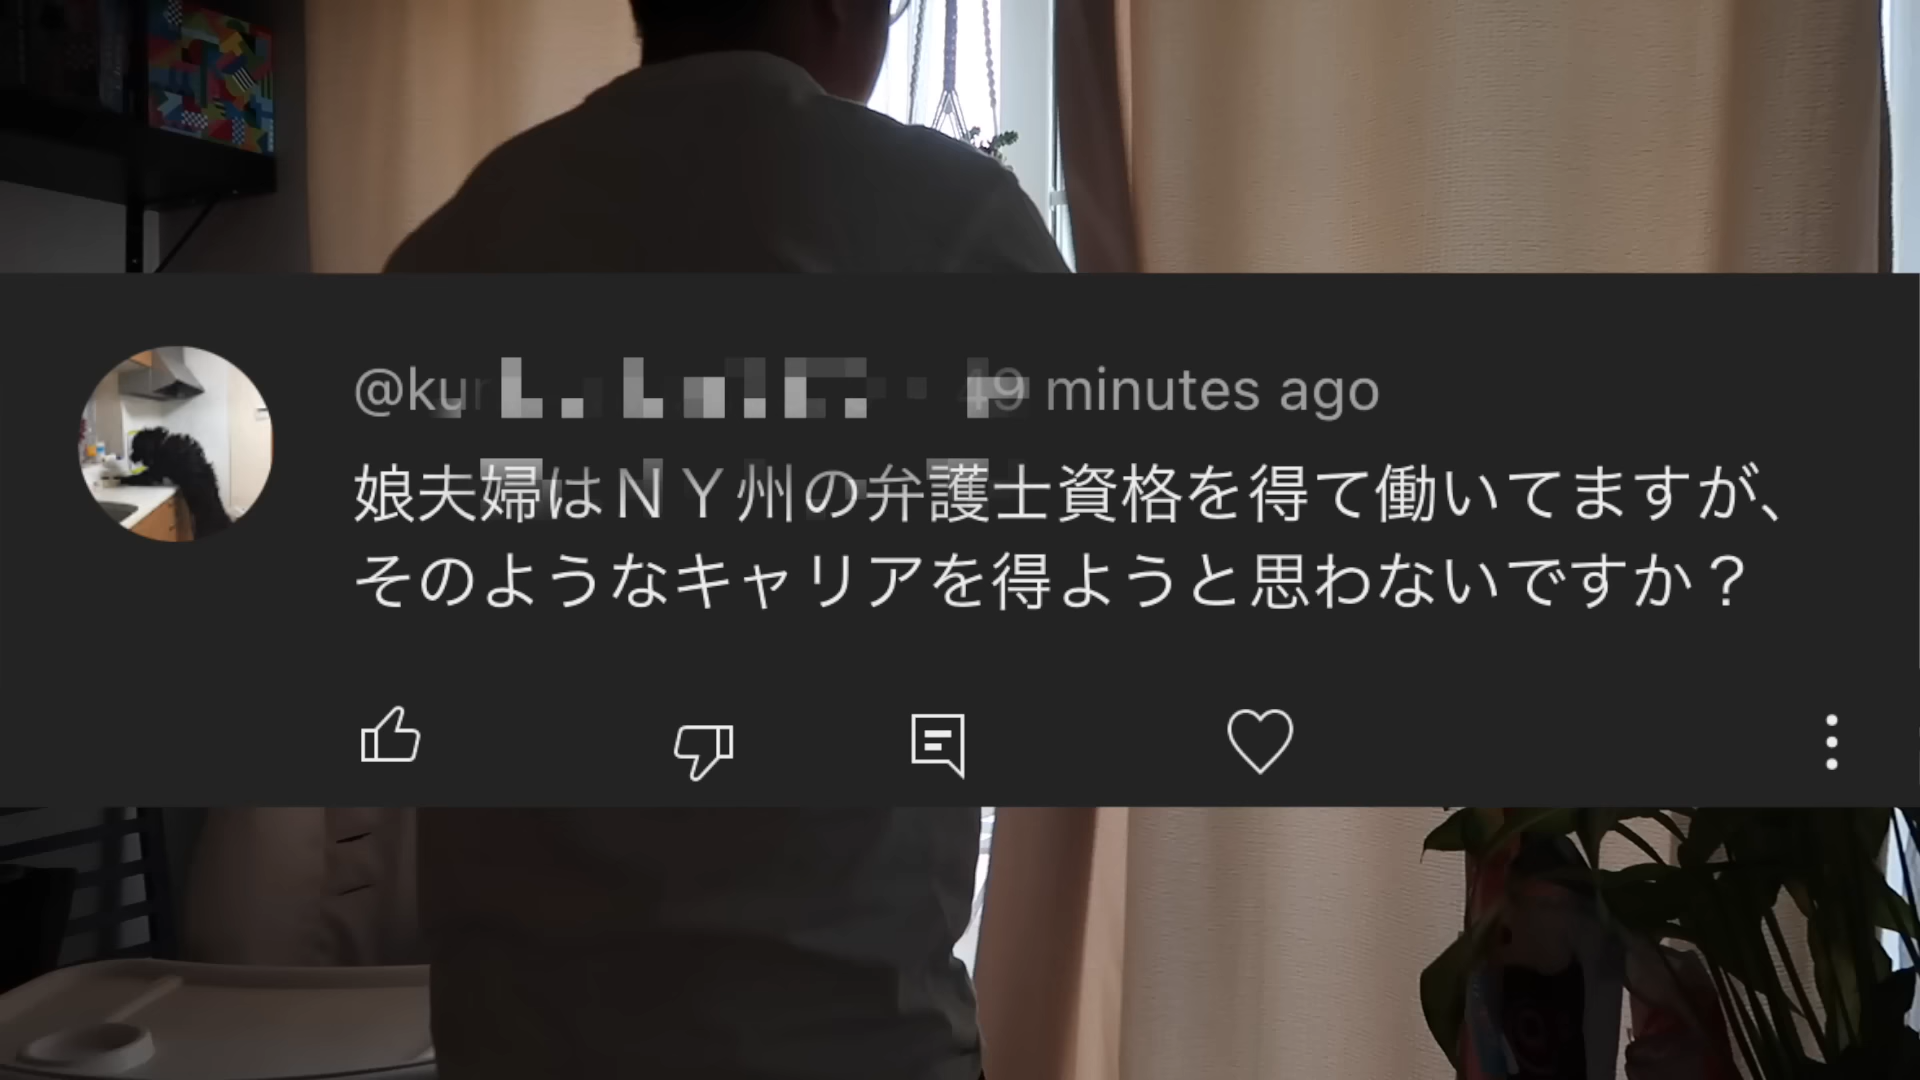 @ku minutes ago
娘夫婦はＮＹ州の弁護士資格を得て働いてますが、
そのようなキャリアを得ようと思わないですか？